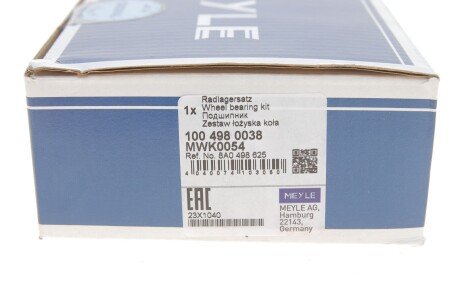 EYLE
Radlagersatz
1x Wheel bearing kit
Подшипник
Zestaw łożyska koła
100 498 0038
MWK0054
Ref. No. 8A0 498 625
EAC
23X1040
MEYLE
MEYLE AG,
Hamburg
22143,
Germany